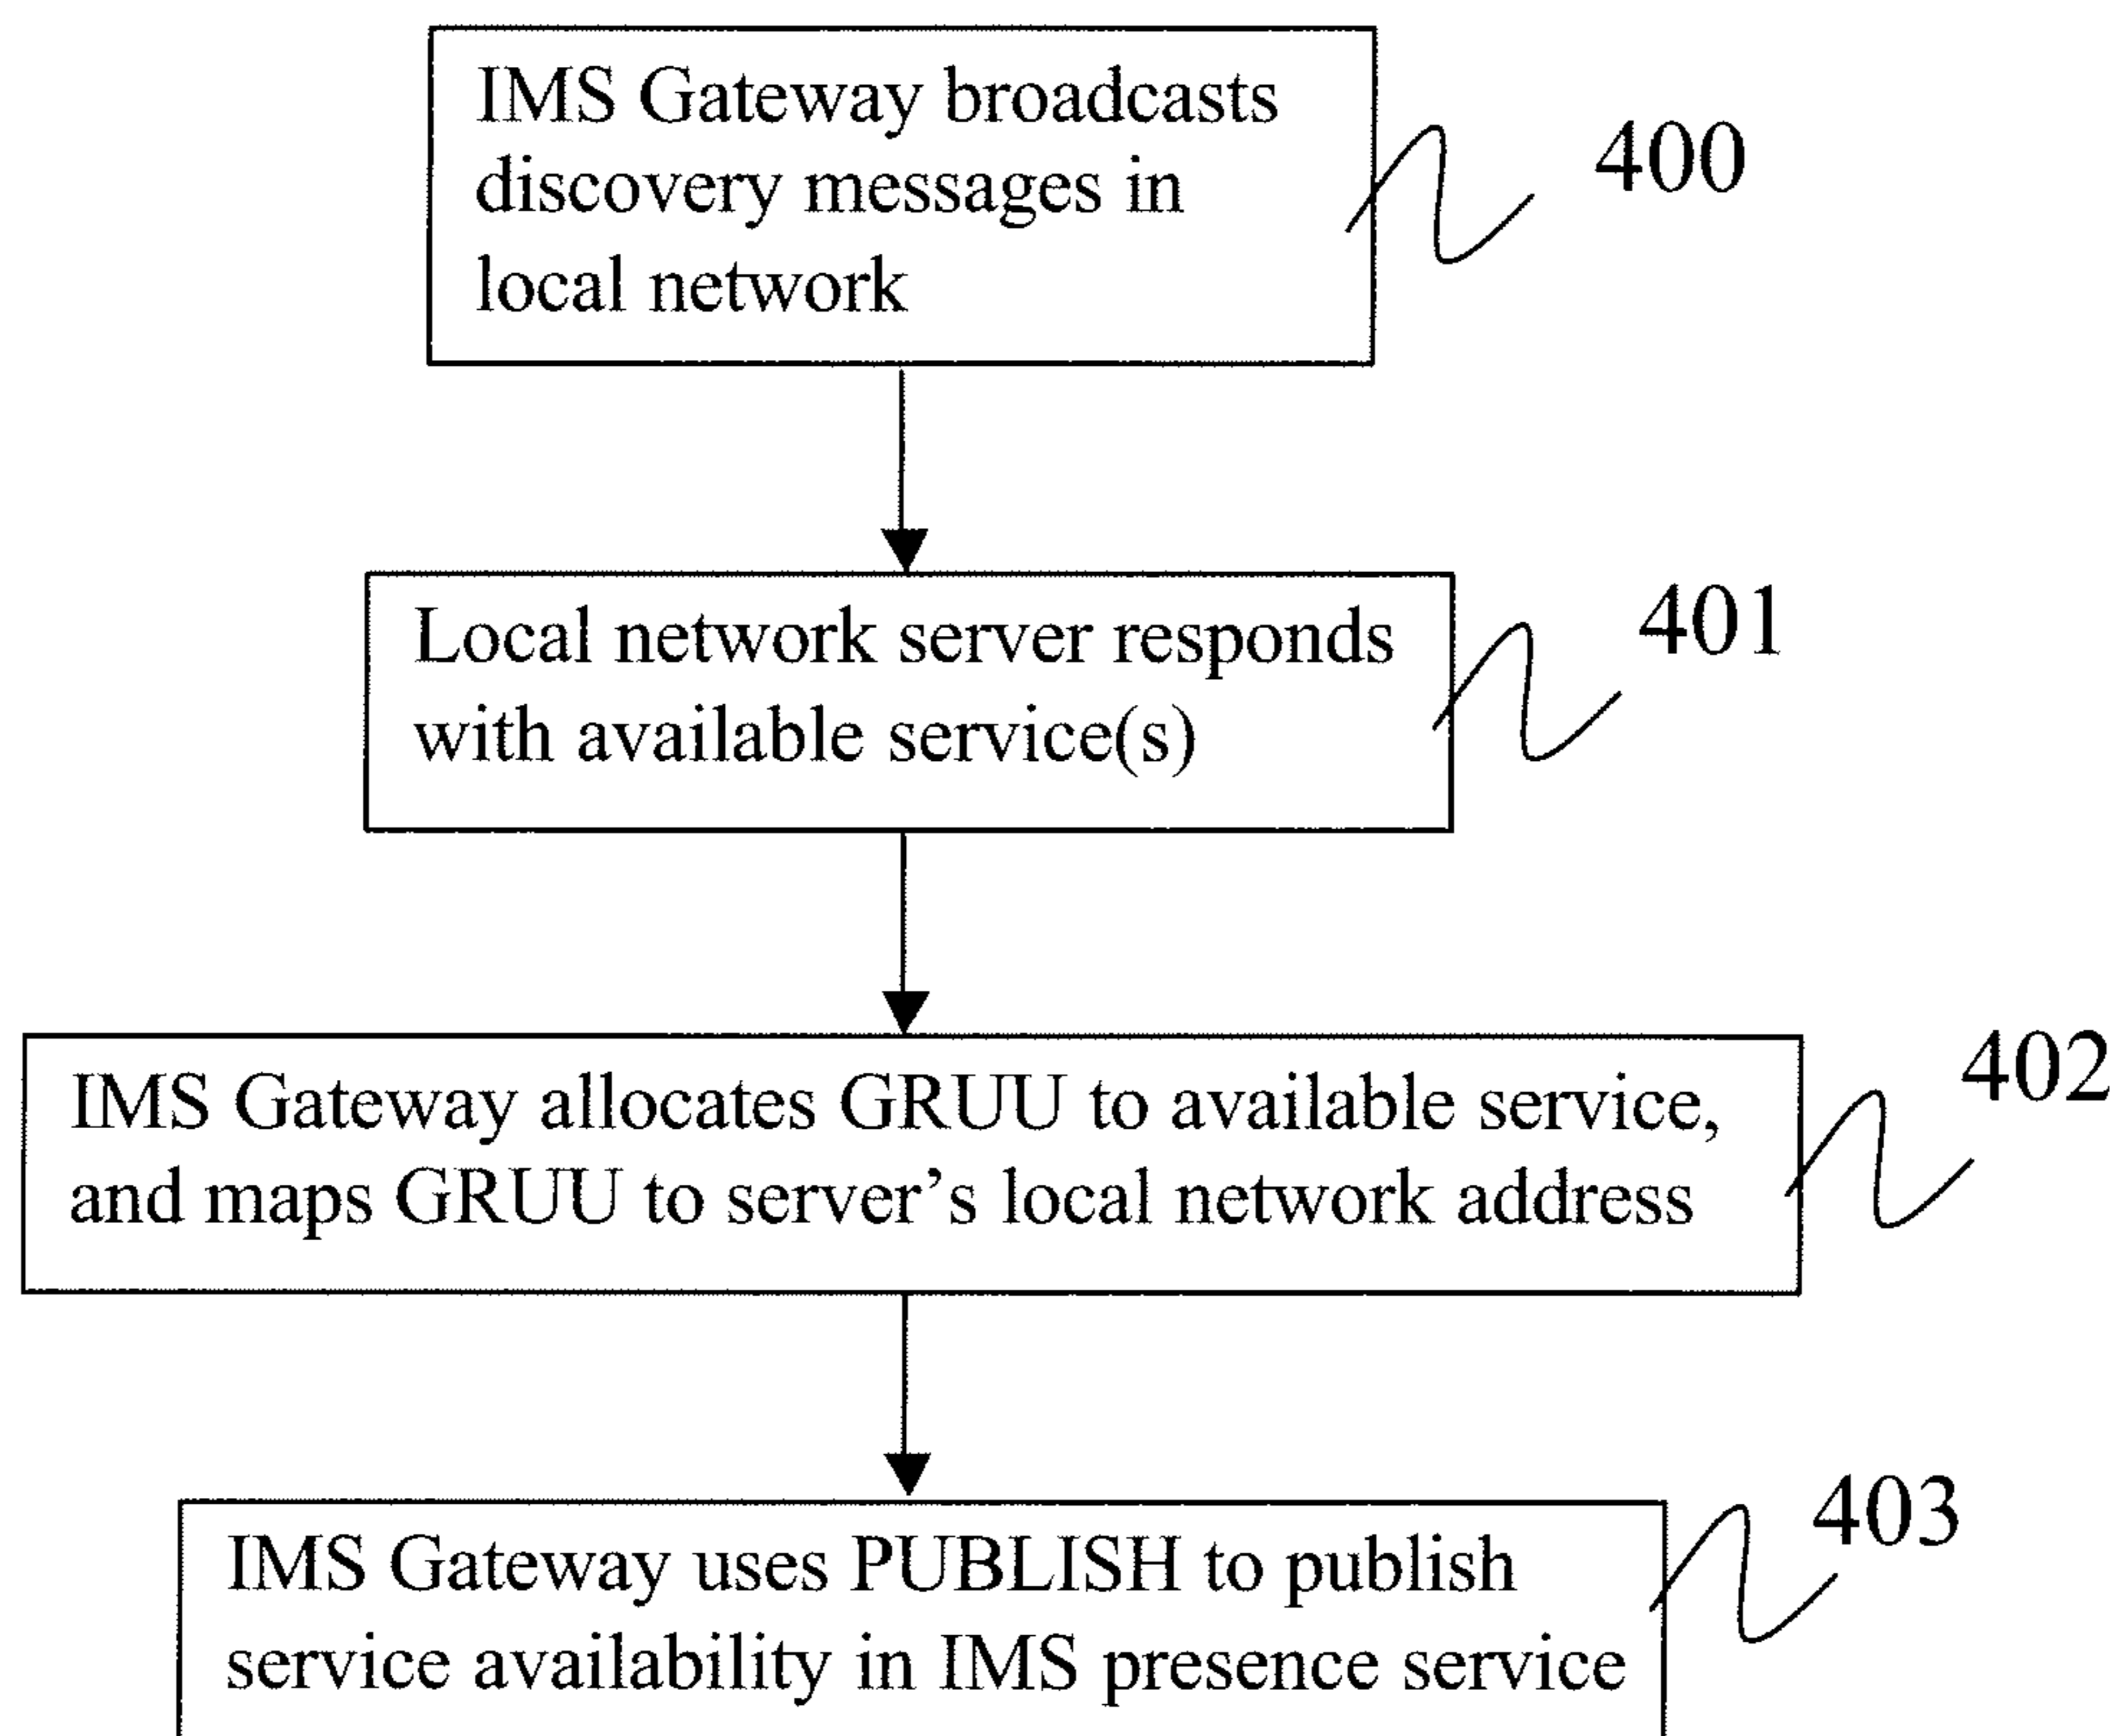 IMS Gateway broadcasts
discovery messages in
local network
400
Local network server responds
with available service(s)
401
IMS Gateway allocates GRUU to available service,
and maps GRUU to server’s local network address
402
IMS Gateway uses PUBLISH to publish
service availability in IMS presence service
403